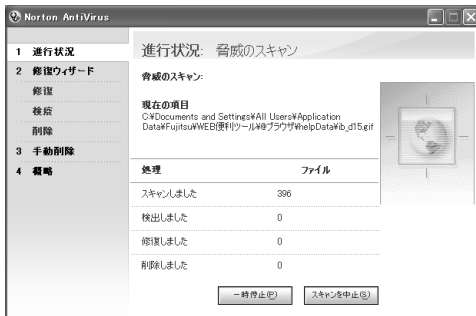 Norton AntiVirus
1 進行状況
2 修復ウィザード
修復
検疫
削除
3 手動削除
4 概略
進行状況: 脅威のスキャン
脅威のスキャン:
現在の項目
C:¥Documents and Settings¥All Users¥Application
Data¥Fujitsu¥WEB便利ツール¥@ブラウザ¥helpData¥ib_d15.gif
処理 ファイル
スキャンしました 396
検出しました 0
修復しました 0
削除しました 0
一時停止(P) スキャンを中止(S)